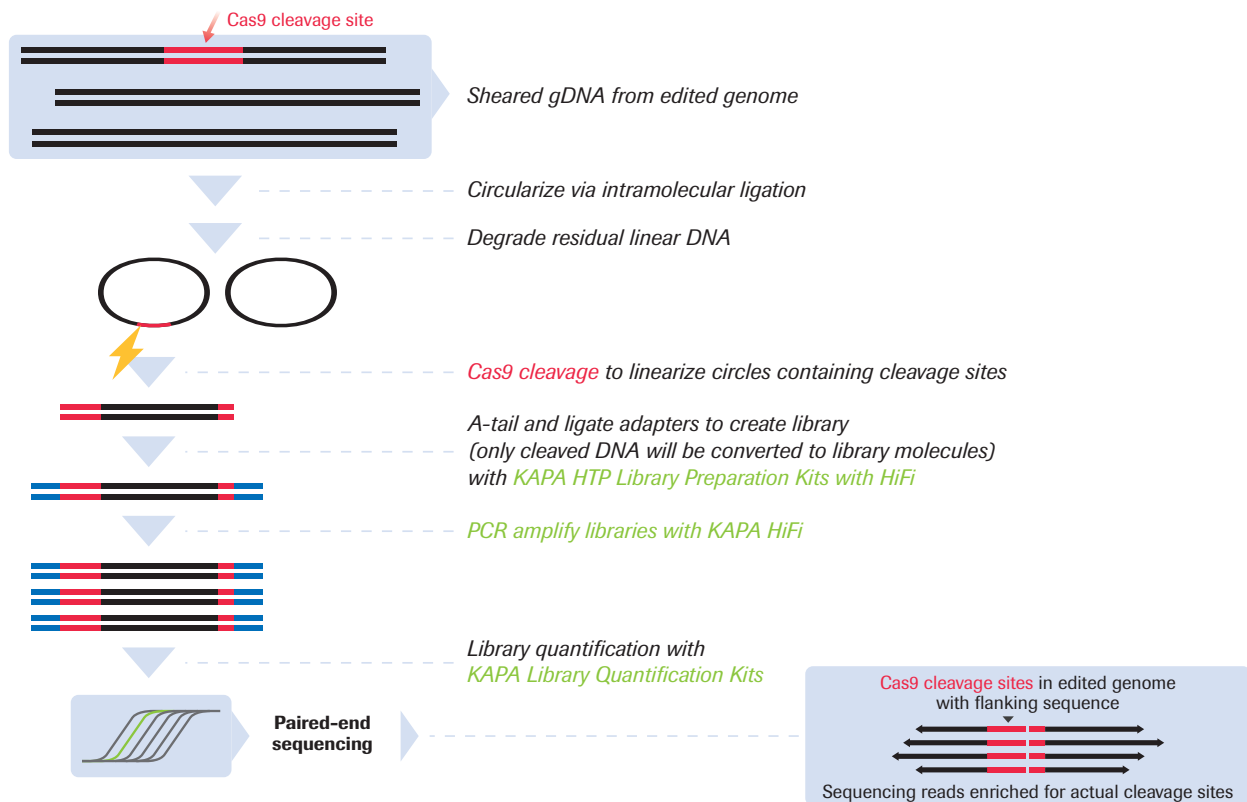 Cas9 cleavage site
Sheared gDNA from edited genome
Circularize via intramolecular ligation
Degrade residual linear DNA
Cas9 cleavage to linearize circles containing cleavage sites
A-tail and ligate adapters to create library
(only cleaved DNA will be converted to library molecules)
with KAPA HTP Library Preparation Kits with HiFi
PCR amplify libraries with KAPA HiFi
Library quantification with
KAPA Library Quantification Kits
Paired-end
sequencing
Cas9 cleavage sites in edited genome
with flanking sequence
Sequencing reads enriched for actual cleavage sites